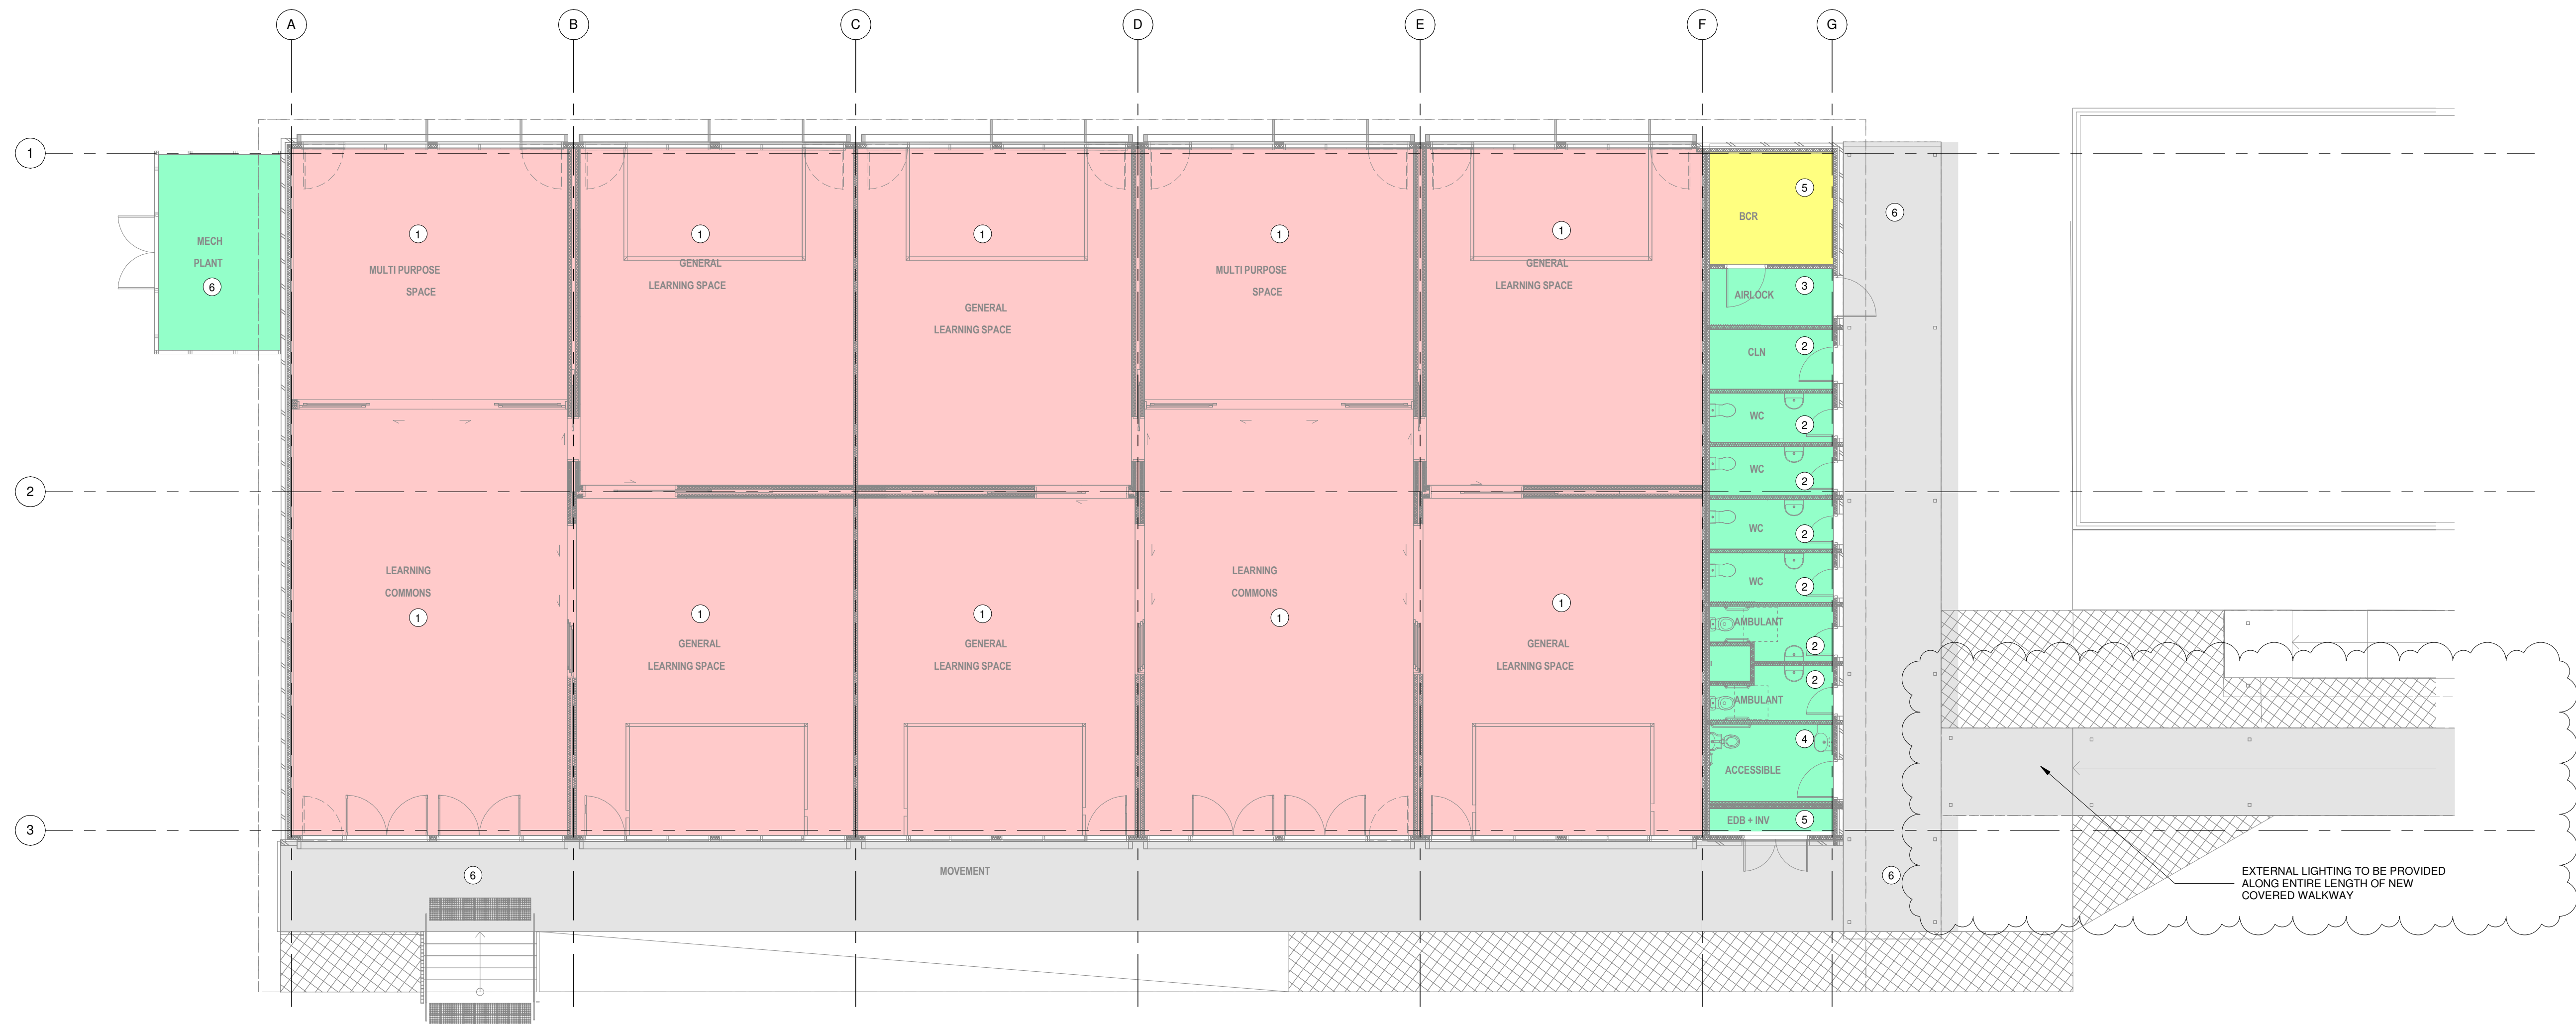 A B C D E F G
1
5
BCR
6
1
1
1
1
1
MECH
PLANT
6
MULTI PURPOSE
SPACE
GENERAL
LEARNING SPACE
GENERAL
LEARNING SPACE
MULTI PURPOSE
SPACE
GENERAL
LEARNING SPACE
3
AIRLOCK
2
CLN
2
WC
2
WC
2
2
WC
2
WC
LEARNING
COMMONS
1
1
GENERAL
LEARNING SPACE
1
GENERAL
LEARNING SPACE
LEARNING
COMMONS
1
1
GENERAL
LEARNING SPACE
AMBULANT
2
2
AMBULANT
4
ACCESSIBLE
EDB + INV
5
3
6
MOVEMENT
6
EXTERNAL LIGHTING TO BE PROVIDED
ALONG ENTIRE LENGTH OF NEW
COVERED WALKWAY